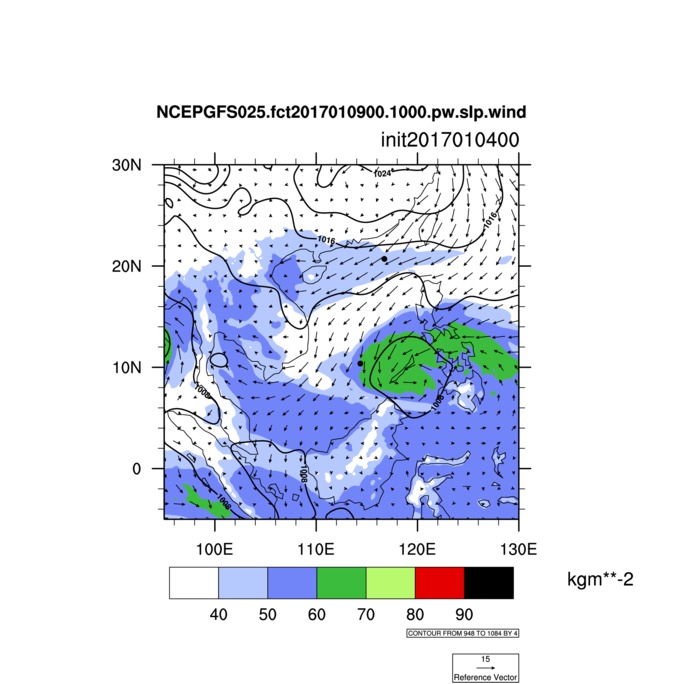 NCEPGFS025.fct2017010900.1000.pw.slp.wind
init2017010400
30N
1024
1016
1016
20N
10N
1008
1008
0
1008
1008
100E 110E 120E 130E
kgm**-2
40 50 60 70 80 90
CONTOUR FROM 948 TO 1084 BY 4
15
Reference Vector